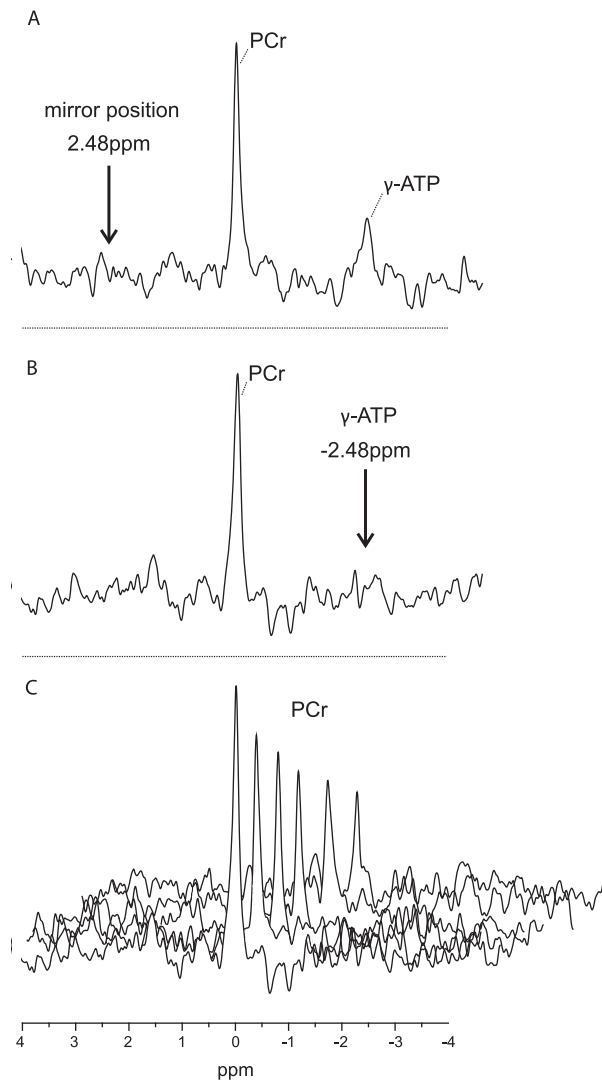 A
PCr
mirror position
2.48ppm
γ-ATP
B
PCr
γ-ATP
-2.48ppm
C
PCr
4 3 2 1 0 -1 -2 -3 -4
ppm